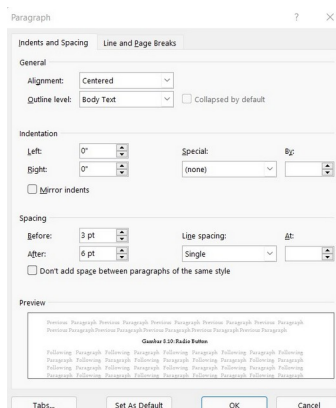 Paragraph ? ×
Indents and Spacing Line and Page Breaks
General
Alignment: Centered
Outline level: Body Text Collapsed by default
Indentation
Left: 0" Special: By:
Right: 0" (none)
Mirror indents
Spacing
Before: 3 pt Line spacing: At:
After: 6 pt Single
Don't add space between paragraphs of the same style
Preview
Previous Paragraph Previous Paragraph Previous Paragraph Previous Paragraph Previous Paragraph
Previous Paragraph Previous Paragraph Previous Paragraph Previous Paragraph Previous Paragraph
Radio Button
Following Paragraph Following Paragraph Following Paragraph Following Paragraph
Following Paragraph Following Paragraph Following Paragraph Following Paragraph
Following Paragraph Following Paragraph Following Paragraph Following Paragraph
Following Paragraph Following Paragraph Following Paragraph Following Paragraph
Tabs... Set As Default OK Cancel